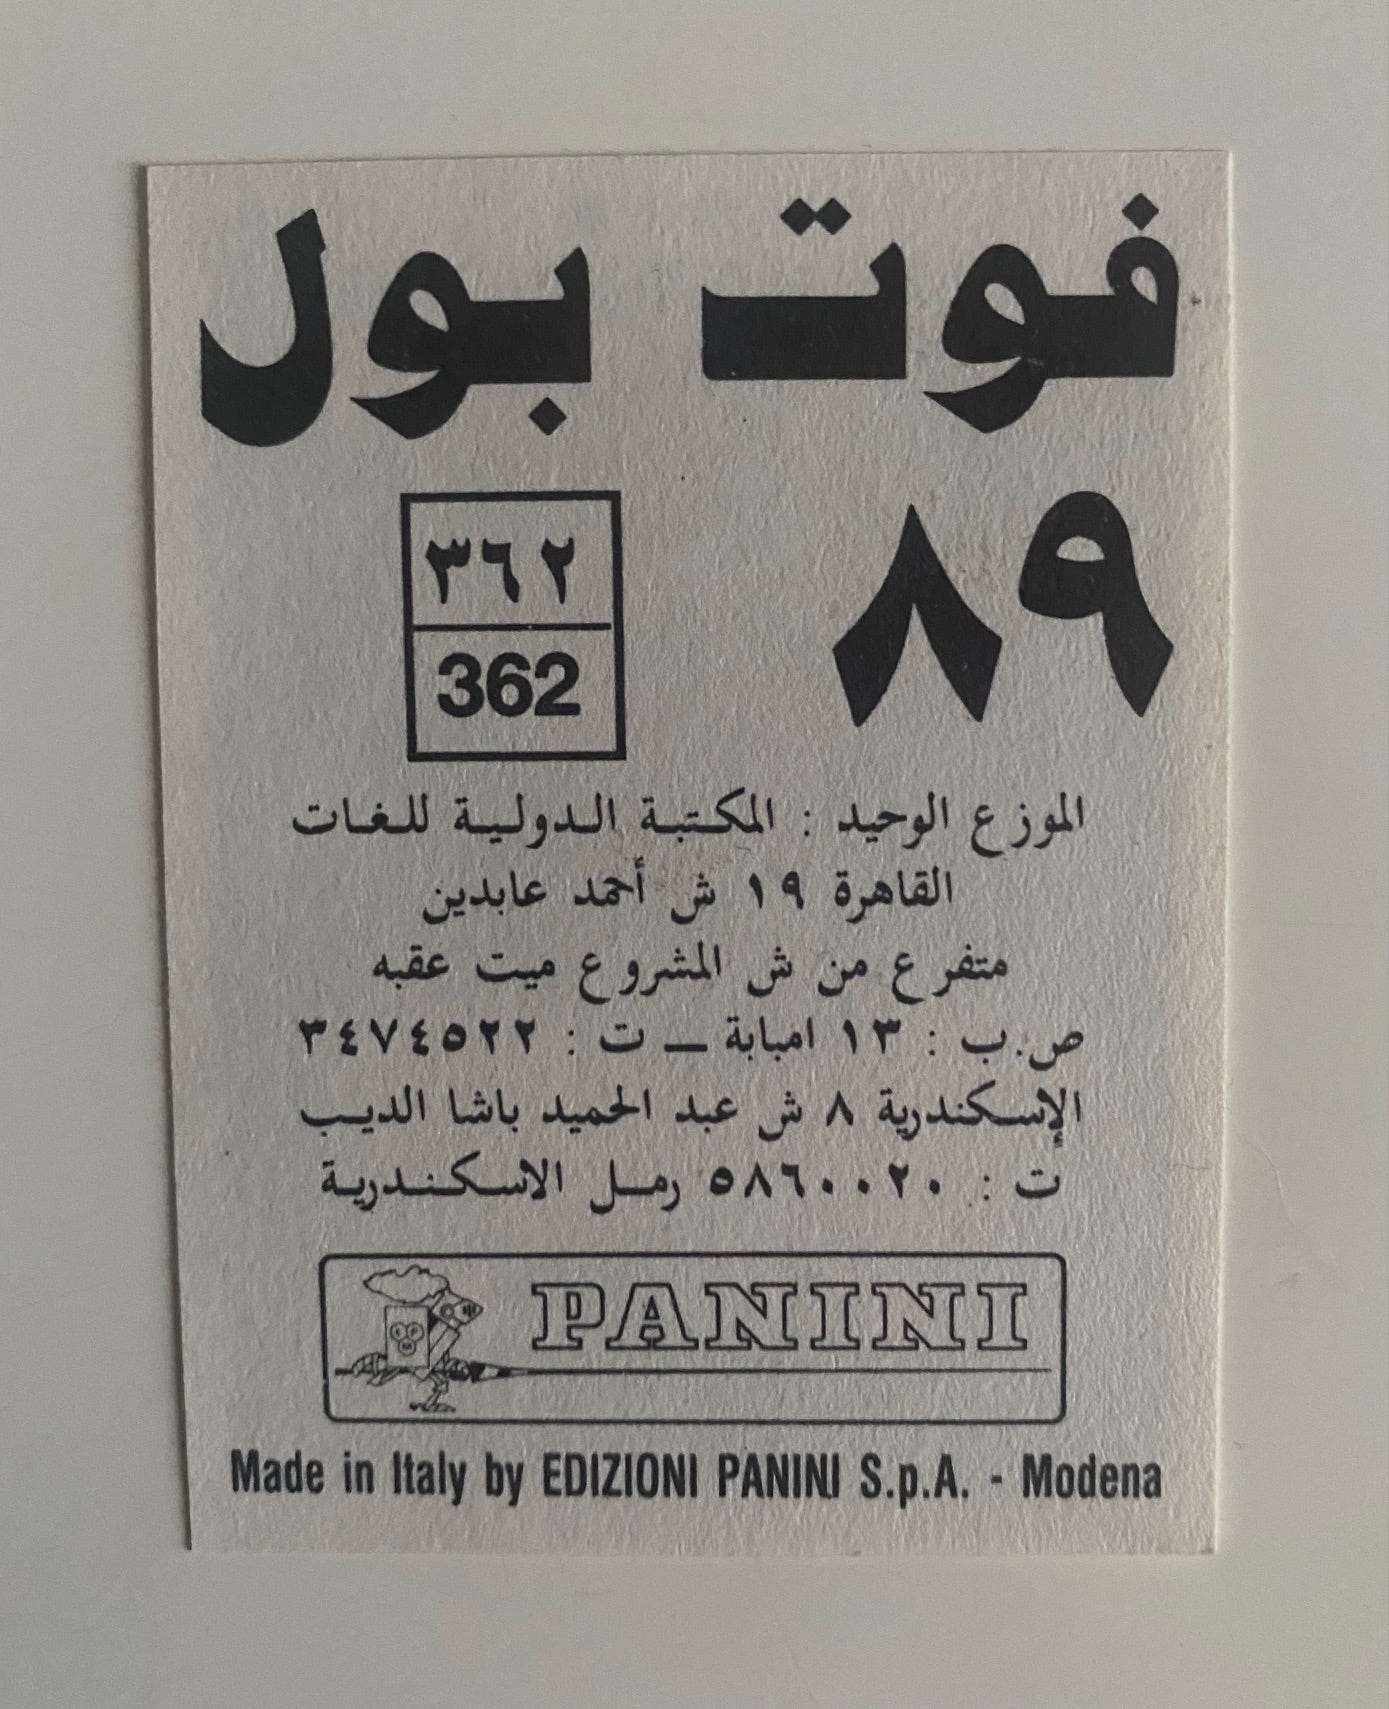 فوت بول
٨٩
٣٦٢
362
الموزع الوحيد : المكتبة الدولية للغات
القاهرة ١٩ ش أحمد عابدين
متفرع من ش المشروع ميت عقبه
ص.ب : ١٣ امبابة — ت : ٣٤٧٤٥٢٢
الإسكندرية ٨ ش عبد الحميد باشا الديب
ت : ٥٨٦٠٠٢٠ رمل الاسكندرية
PANINI
Made in Italy by EDIZIONI PANINI S.p.A. - Modena